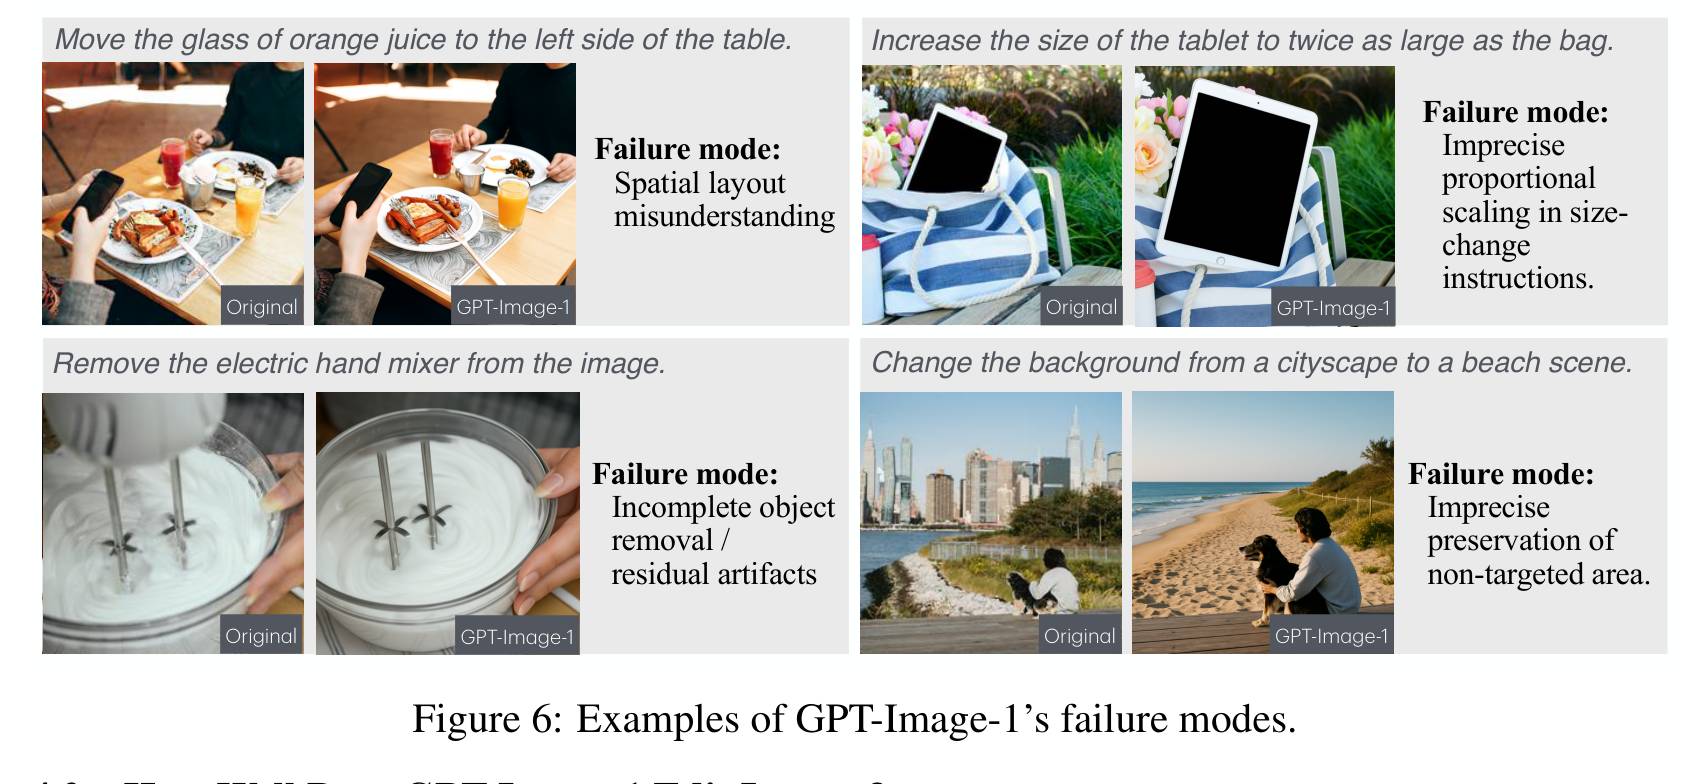 Move the glass of orange juice to the left side of the table.
Original
GPT-Image-1
Failure mode:
Spatial layout
misunderstanding
Increase the size of the tablet to twice as large as the bag.
Original
GPT-Image-1
Failure mode:
Imprecise
proportional
scaling in size-
change
instructions.
Remove the electric hand mixer from the image.
Original
GPT-Image-1
Failure mode:
Incomplete object
removal /
residual artifacts
Change the background from a cityscape to a beach scene.
Original
GPT-Image-1
Failure mode:
Imprecise
preservation of
non-targeted area.
Figure 6: Examples of GPT-Image-1's failure modes.